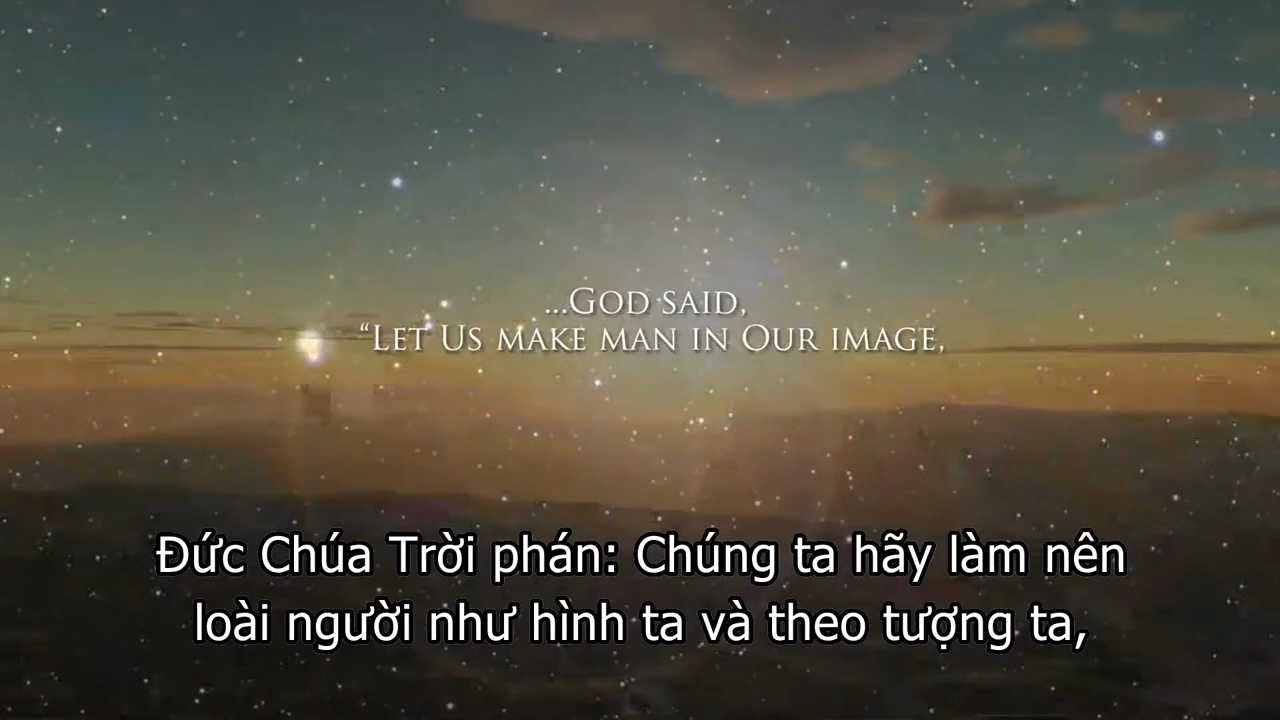 ...God said,
“Let Us make man in Our image,
Đức Chúa Trời phán: Chúng ta hãy làm nên
loài người như hình ta và theo tượng ta,